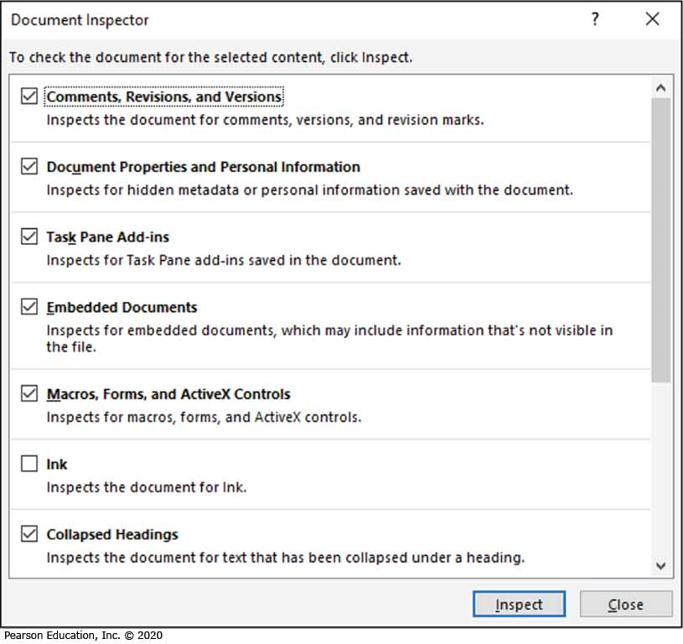 Document Inspector
?
To check the document for the selected content, click Inspect.
Comments, Revisions, and Versions
Inspects the document for comments, versions, and revision marks.
Document Properties and Personal Information
Inspects for hidden metadata or personal information saved with the document.
Task Pane Add-ins
Inspects for Task Pane add-ins saved in the document.
Embedded Documents
Inspects for embedded documents, which may include information that's not visible in
the file.
Macros, Forms, and ActiveX Controls
Inspects for macros, forms, and ActiveX controls.
Ink
Inspects the document for Ink.
Collapsed Headings
Inspects the document for text that has been collapsed under a heading.
Inspect
Close
Pearson Education, Inc. © 2020